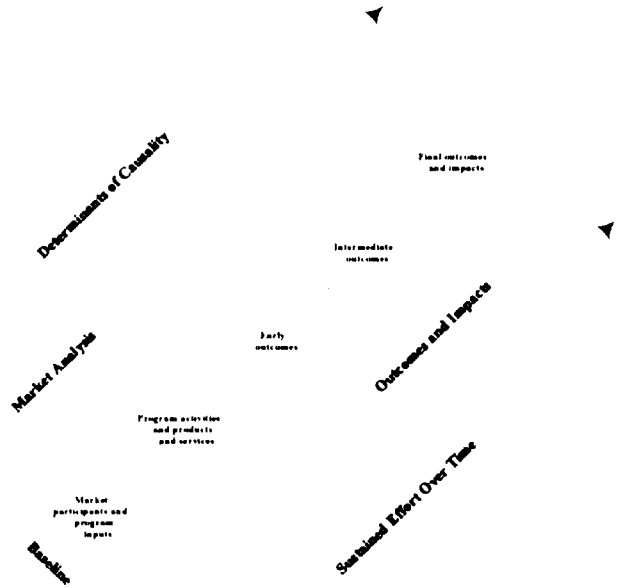 Determinants of Causality
Final outcomes
and impacts
Intermediate
outcomes
Outcomes and Impacts
Early
outcomes
Market Analysis
Program activities
and products
and services
Sustained Effort Over Time
Market
participants and
program
inputs
Baseline